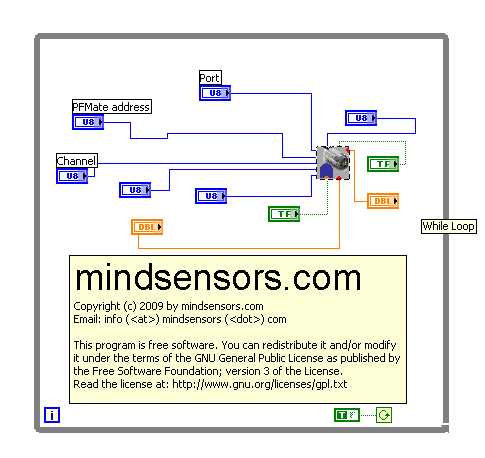 Port
U8
PFMate address
U8
U8
Channel
U8
TF
U8
U8
DBL
TF
DBL
While Loop
mindsensors.com
Copyright (c) 2009 by mindsensors.com
Email: info (<at>) mindsensors (<dot>) com
This program is free software. You can redistribute it and/or modify
it under the terms of the GNU General Public License as published by
the Free Software Foundation; version 3 of the License.
Read the license at: http://www.gnu.org/licenses/gpl.txt
i
T F